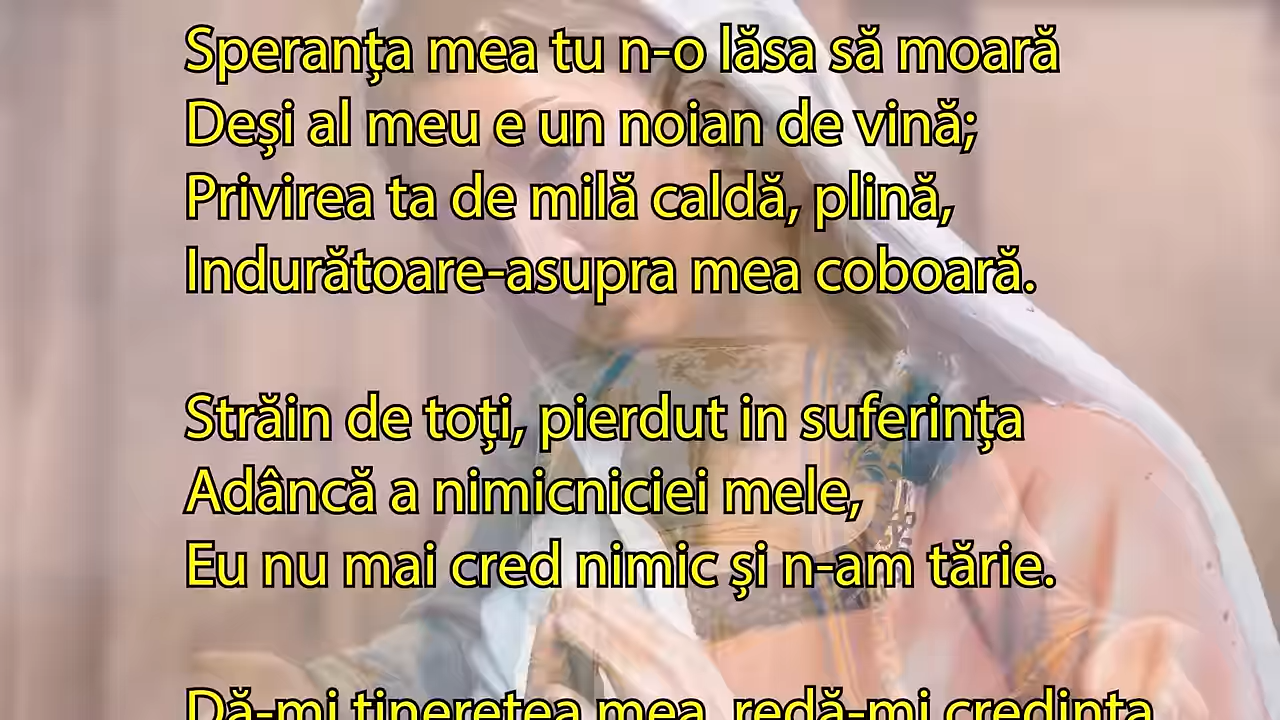 Speranţa mea tu n-o lăsa să moară
Deşi al meu e un noian de vină;
Privirea ta de milă caldă, plină,
Indurătoare-asupra mea coboară.
Străin de toţi, pierdut in suferinţa
Adâncă a nimicniciei mele,
Eu nu mai cred nimic şi n-am tărie.
Dă-mi tinereţea mea, redă-mi credinţa